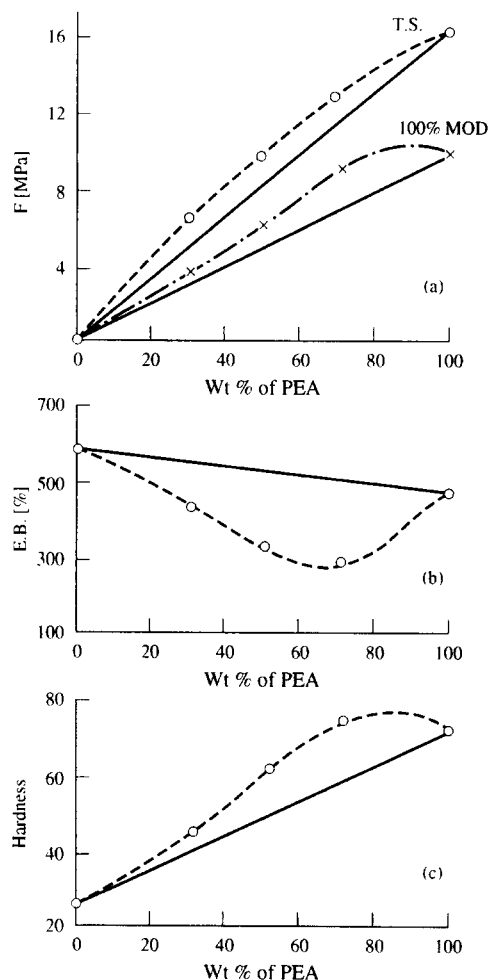 16
12
8
4
F [MPa]
T.S.
100% MOD
(a)
0 20 40 60 80 100
Wt % of PEA
700
500
300
100
E.B. [%]
(b)
0 20 40 60 80 100
Wt % of PEA
80
60
40
20
Hardness
(c)
0 20 40 60 80 100
Wt % of PEA